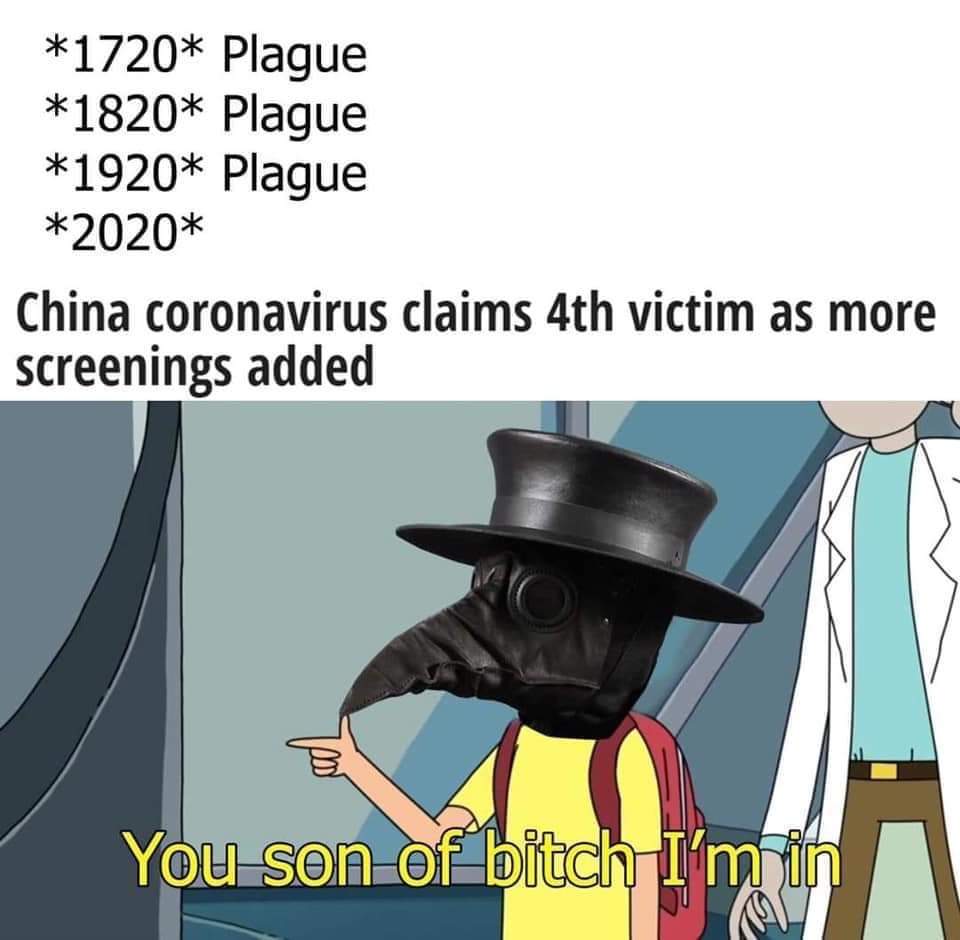 *1720* Plague
*1820* Plague
*1920* Plague
*2020*
China coronavirus claims 4th victim as more
screenings added
You son of bitch I'm in